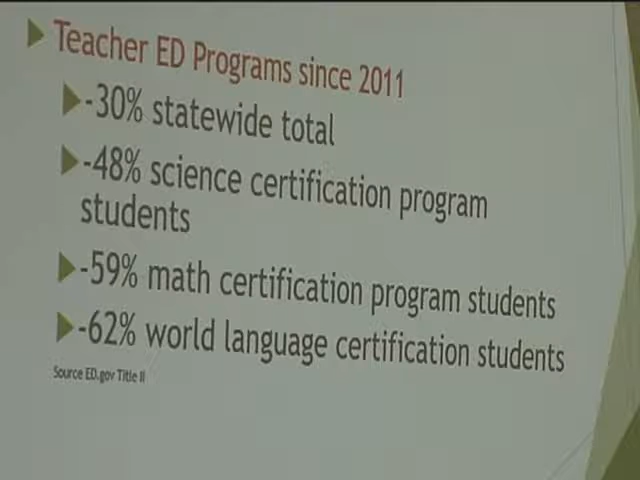 Teacher ED Programs since 2011
-30% statewide total
-48% science certification program
students
-59% math certification program students
-62% world language certification students
Source ED.gov Title II